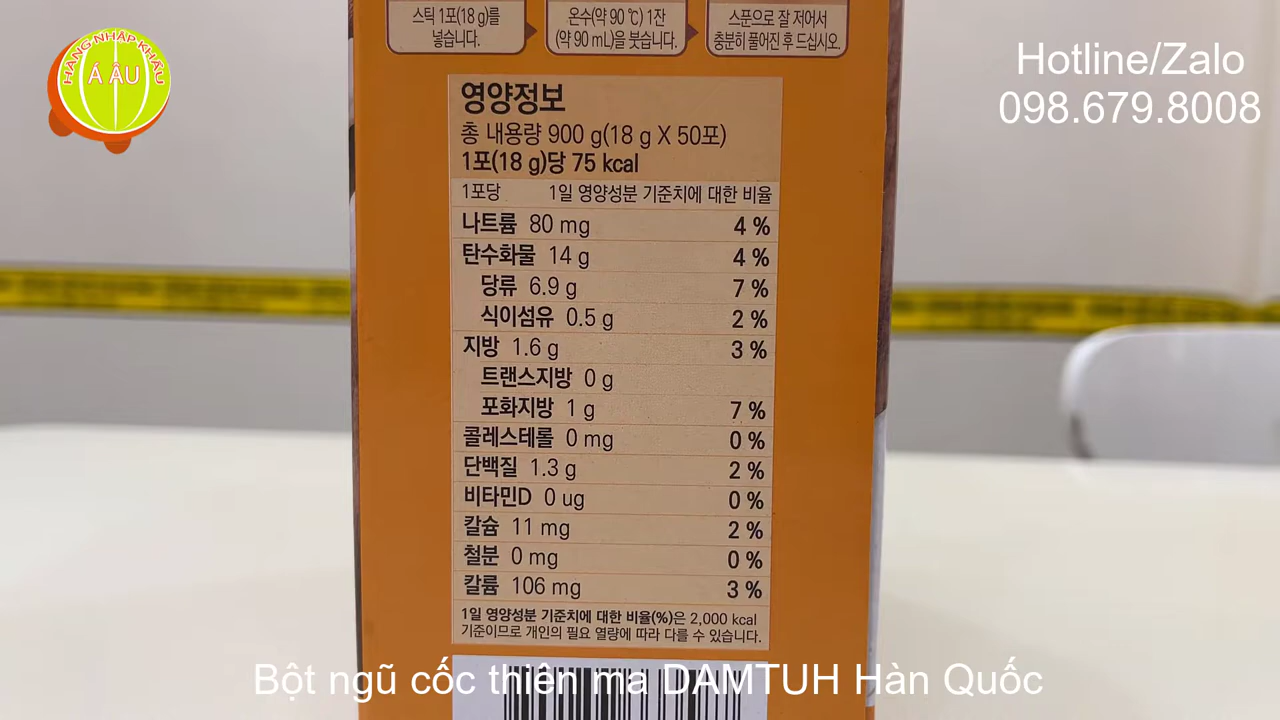 스틱 1포(18 g)를
넣습니다.
온수(약 90 ℃) 1잔
(약 90 mL)을 붓습니다.
스푼으로 잘 저어서
충분히 풀어진 후 드십시오.
HÀNG NHẬP KHẨU
Á ÂU
Hotline/Zalo
098.679.8008
영양정보
총 내용량 900 g(18 g X 50포)
1포(18 g)당 75 kcal
1포당 1일 영양성분 기준치에 대한 비율
나트륨 80 mg 4 %
탄수화물 14 g 4 %
당류 6.9 g 7 %
식이섬유 0.5 g 2 %
지방 1.6 g 3 %
트랜스지방 0 g
포화지방 1 g 7 %
콜레스테롤 0 mg 0 %
단백질 1.3 g 2 %
비타민D 0 ug 0 %
칼슘 11 mg 2 %
철분 0 mg 0 %
칼륨 106 mg 3 %
1일 영양성분 기준치에 대한 비율(%)은 2,000 kcal
기준이므로 개인의 필요 열량에 따라 다를 수 있습니다.
Bột ngũ cốc thiên ma DAMTUH Hàn Quốc